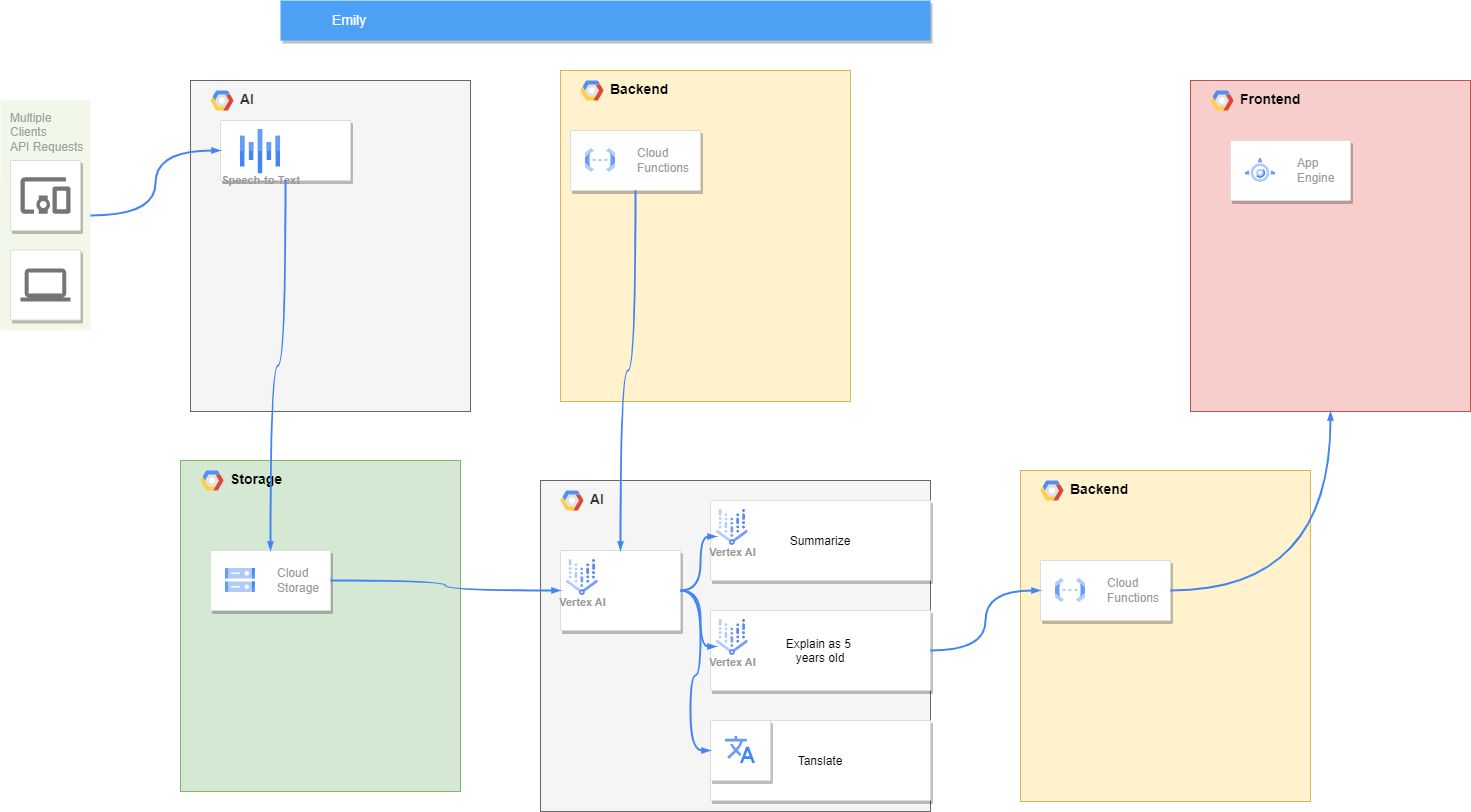 Emily
Multiple
Clients
API Requests
AI
Speech-to-Text
Backend
Cloud
Functions
Frontend
App
Engine
Storage
Cloud
Storage
AI
Vertex AI
Vertex AI
Summarize
Vertex AI
Explain as 5
years old
Tanslate
Backend
Cloud
Functions